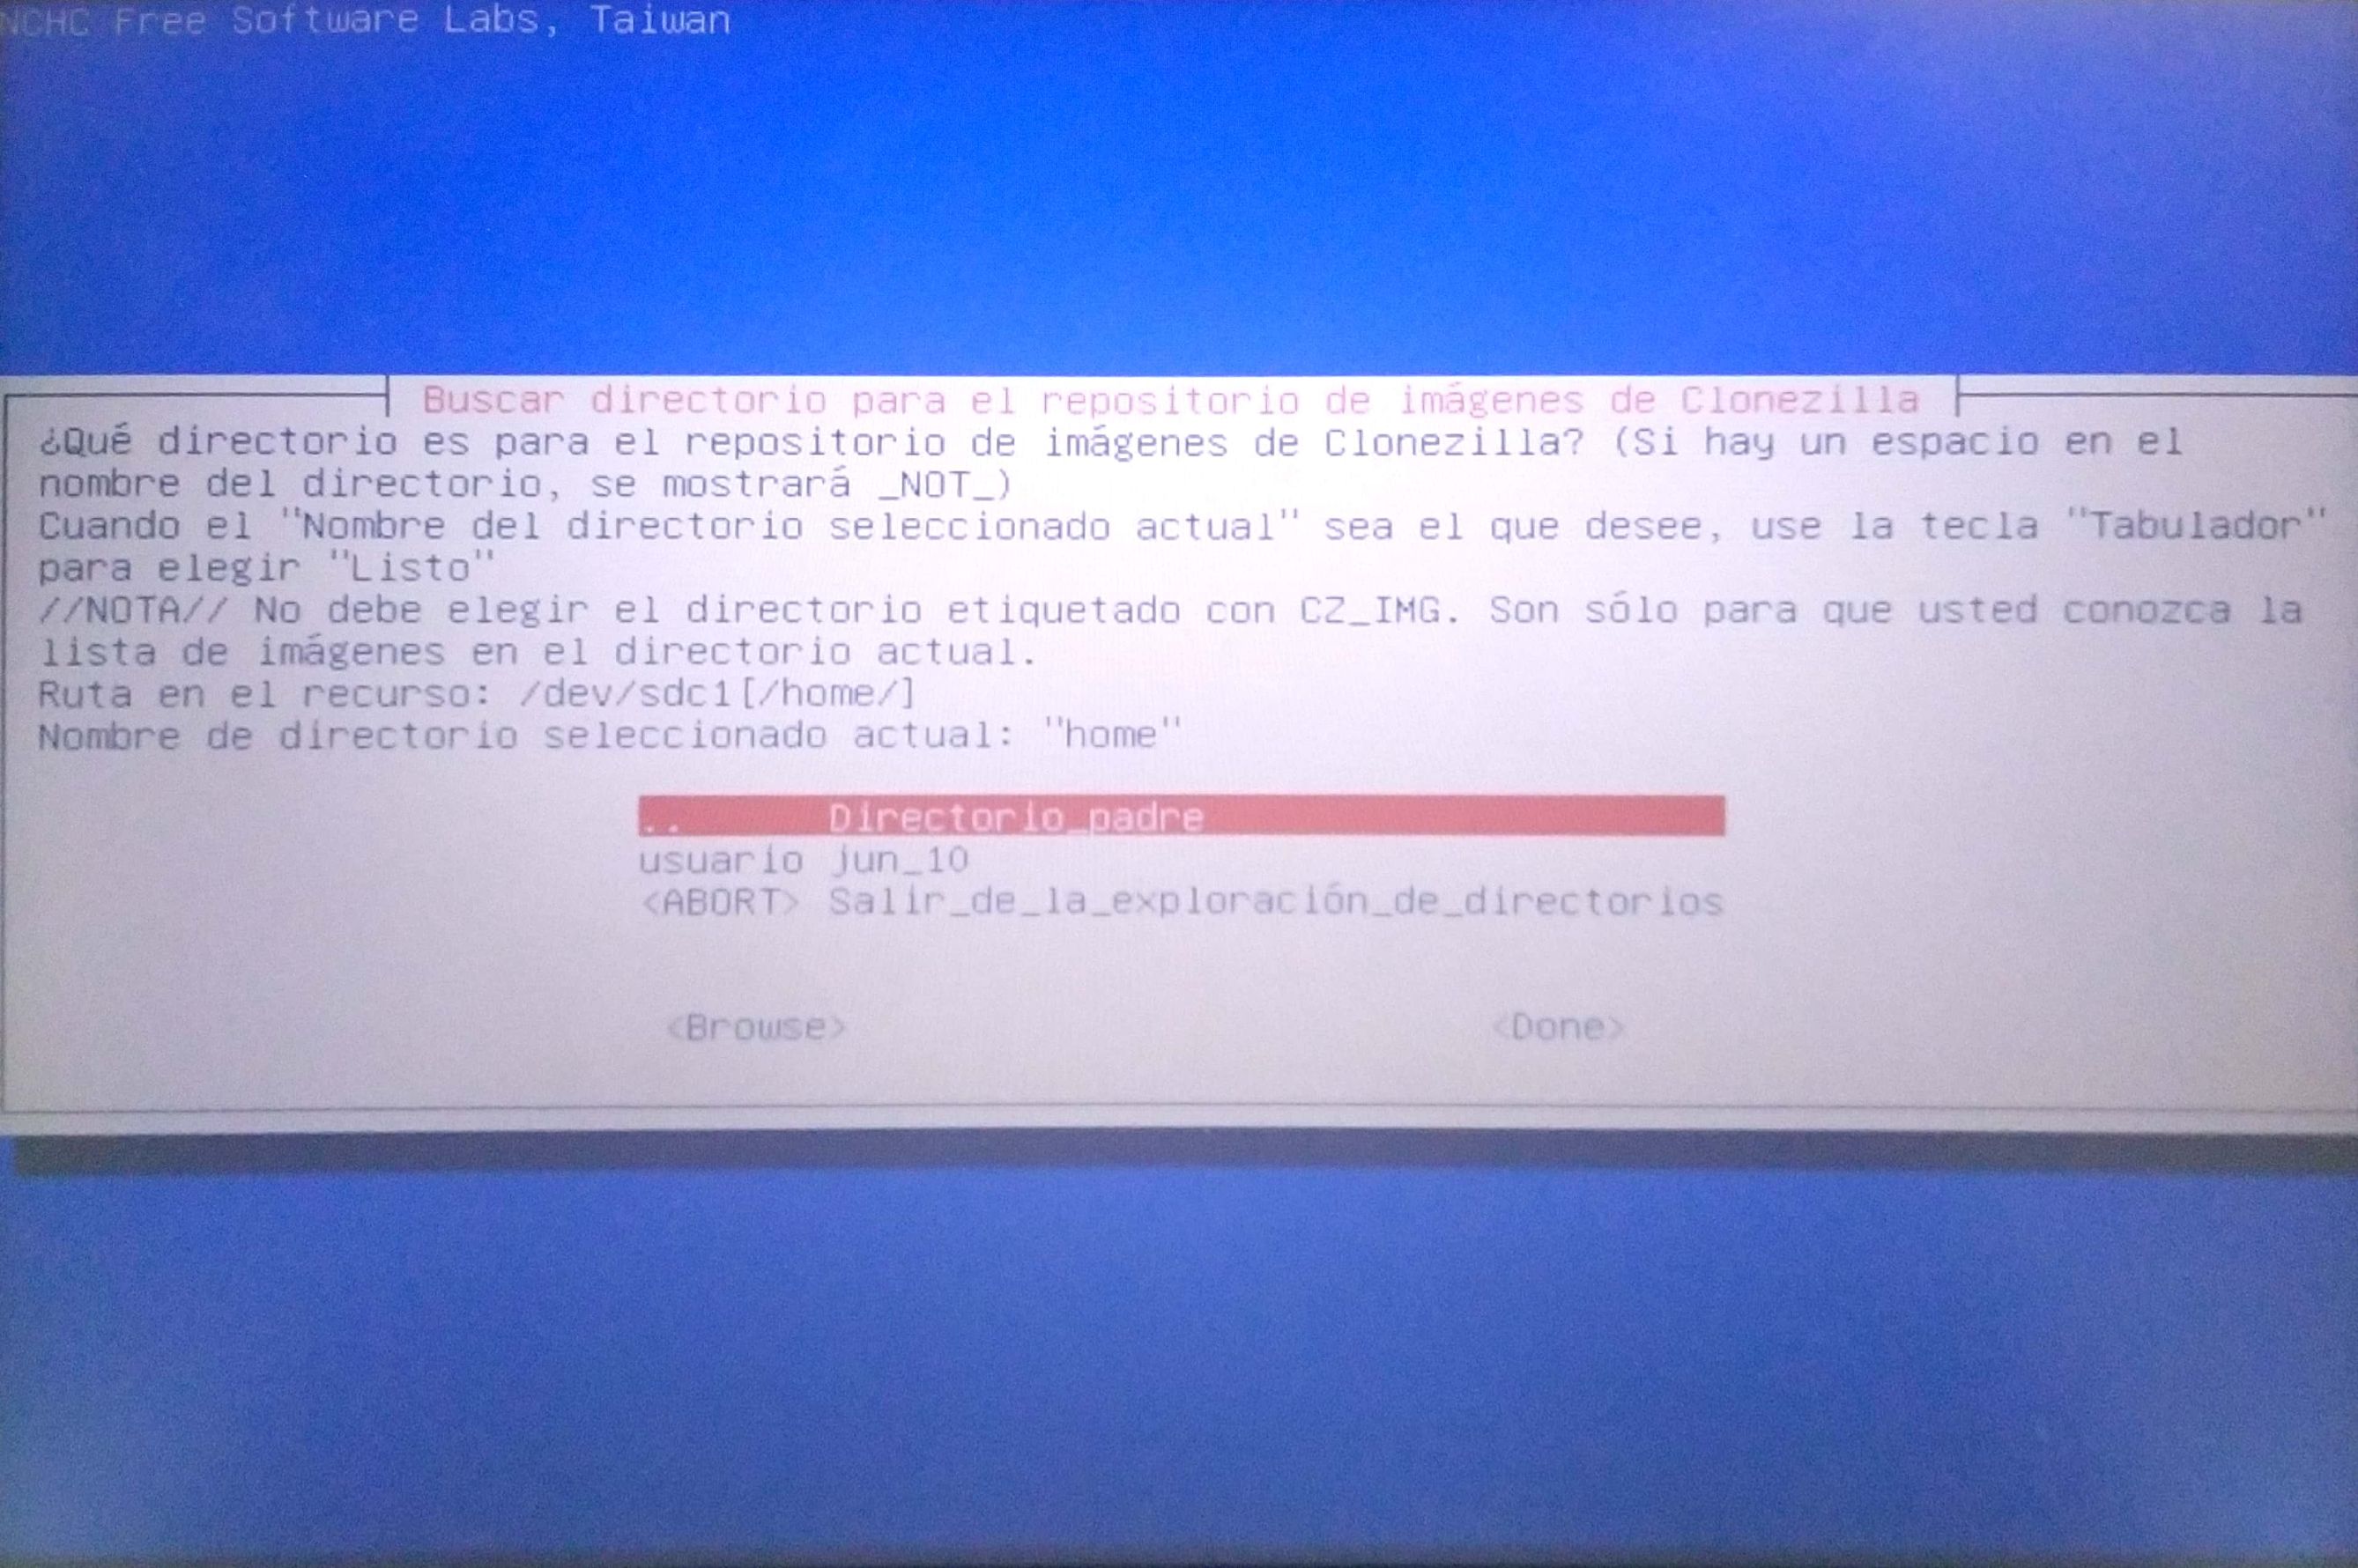 NCHC Free Software Labs, Taiwan
Buscar directorio para el repositorio de imágenes de Clonezilla
¿Qué directorio es para el repositorio de imágenes de Clonezilla? (Si hay un espacio en el
nombre del directorio, se mostrará _NOT_)
Cuando el "Nombre del directorio seleccionado actual" sea el que desee, use la tecla "Tabulador"
para elegir "Listo"
//NOTA// No debe elegir el directorio etiquetado con CZ_IMG. Son sólo para que usted conozca la
lista de imágenes en el directorio actual.
Ruta en el recurso: /dev/sdc1[/home/]
Nombre de directorio seleccionado actual: "home"
.. Directorio_padre
usuario jun_10
<ABORT> Salir_de_la_exploración_de_directorios
<Browse> <Done>